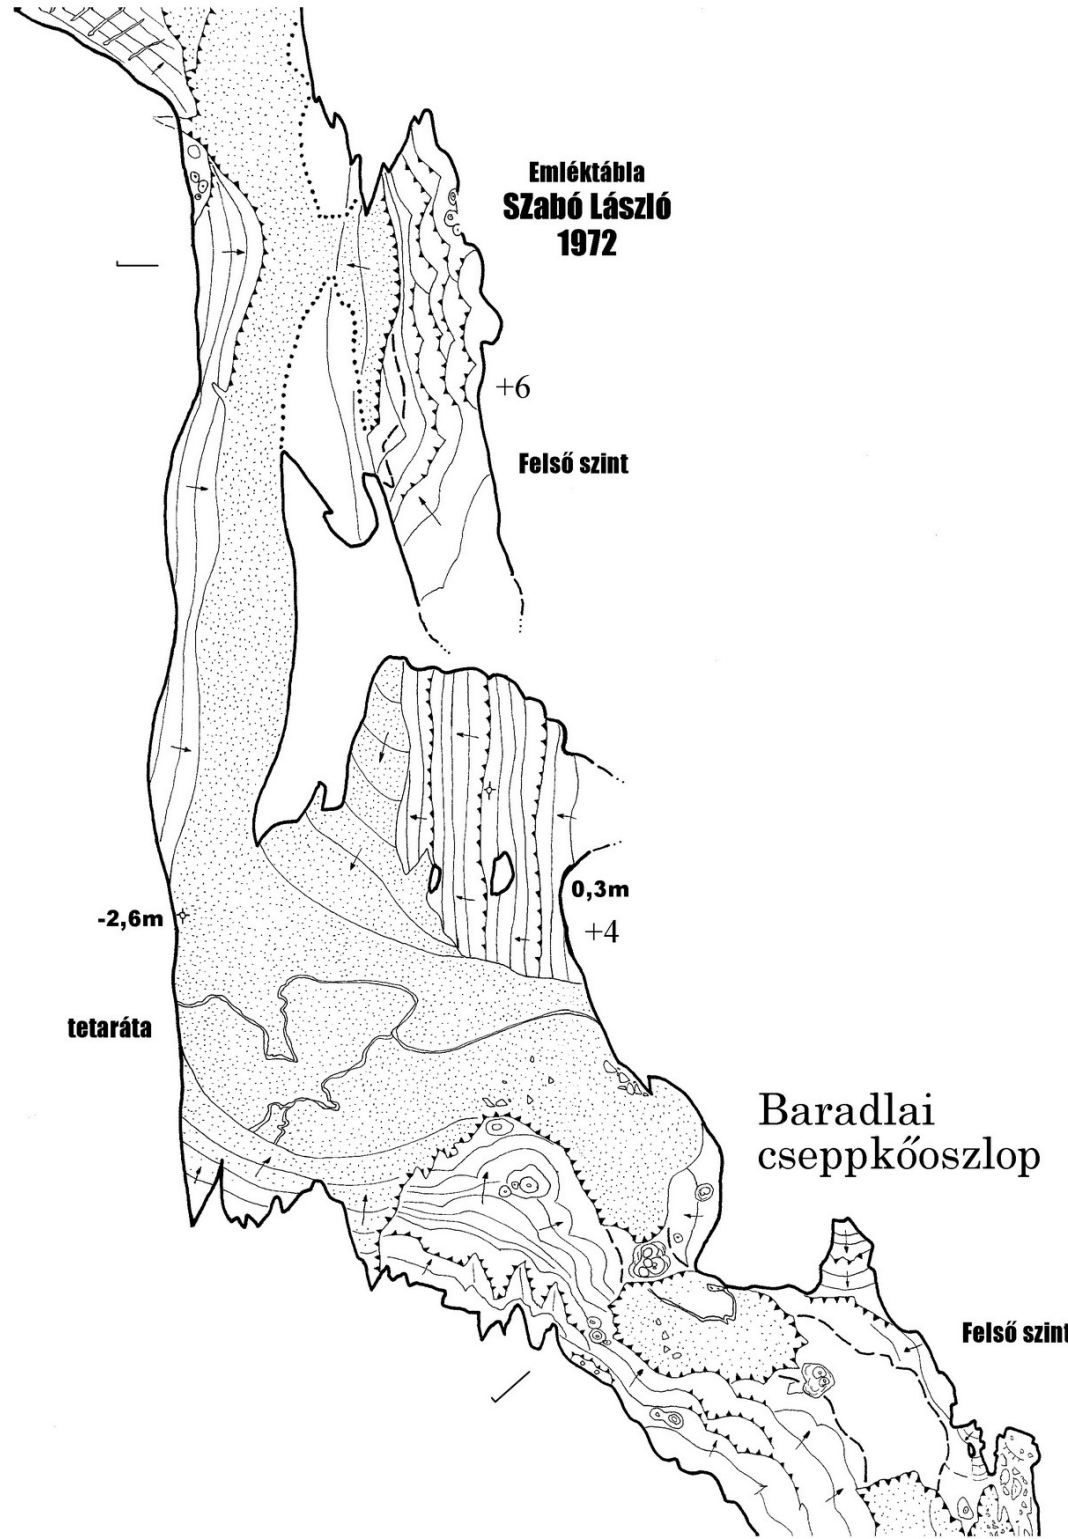 Emléktábla
SZabó László
1972
+6
Felső szint
0,3m
-2,6m
+4
tetaráta
Baradlai
cseppkőoszlop
Felső szint